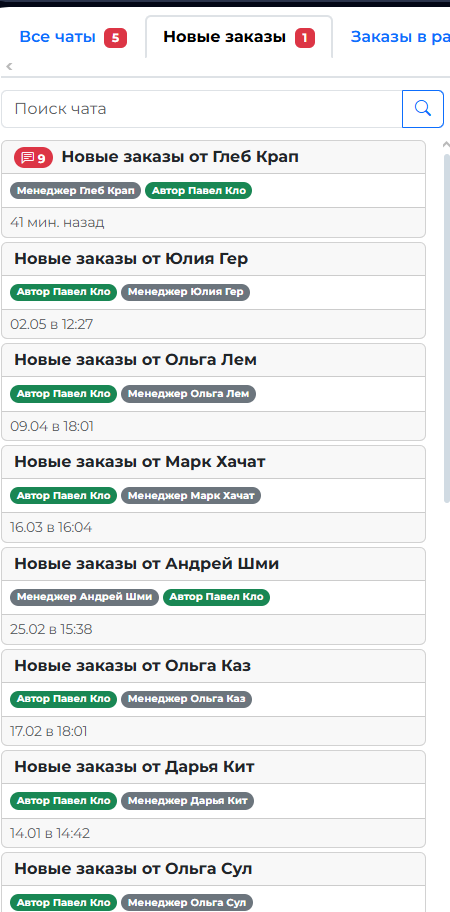 Все чаты 5 Новые заказы 1 Заказы в ра
Поиск чата
9 Новые заказы от Глеб Крап
Менеджер Глеб Крап Автор Павел Кло
41 мин. назад
Новые заказы от Юлия Гер
Автор Павел Кло Менеджер Юлия Гер
02.05 в 12:27
Новые заказы от Ольга Лем
Автор Павел Кло Менеджер Ольга Лем
09.04 в 18:01
Новые заказы от Марк Хачат
Автор Павел Кло Менеджер Марк Хачат
16.03 в 16:04
Новые заказы от Андрей Шми
Менеджер Андрей Шми Автор Павел Кло
25.02 в 15:38
Новые заказы от Ольга Каз
Автор Павел Кло Менеджер Ольга Каз
17.02 в 18:01
Новые заказы от Дарья Кит
Автор Павел Кло Менеджер Дарья Кит
14.01 в 14:42
Новые заказы от Ольга Сул
Автор Павел Кло Менеджер Ольга Сул